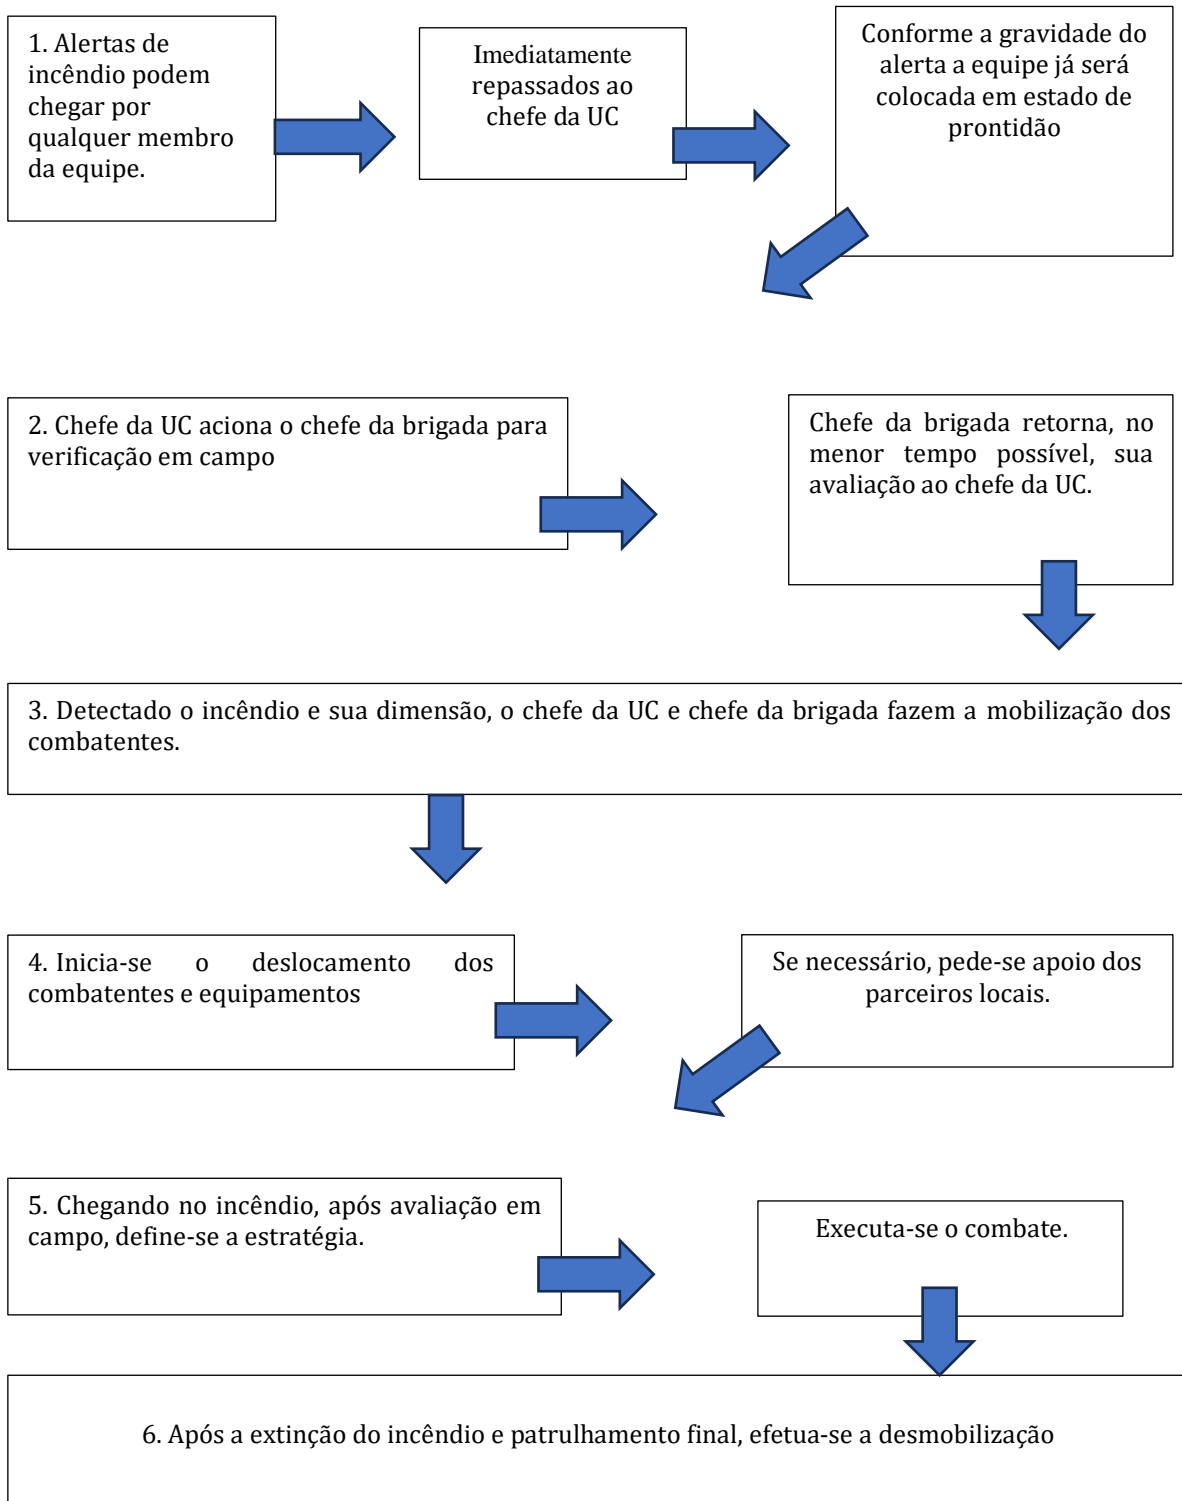 1. Alertas de
incêndio podem
chegar por
qualquer membro
da equipe.
Imediatamente
repassados ao
chefe da UC
Conforme a gravidade do
alerta a equipe já será
colocada em estado de
prontidão
2. Chefe da UC aciona o chefe da brigada para
verificação em campo
Chefe da brigada retorna, no
menor tempo possível, sua
avaliação ao chefe da UC.
3. Detectado o incêndio e sua dimensão, o chefe da UC e chefe da brigada fazem a mobilização dos
combatentes.
4. Inicia-se o deslocamento dos
combatentes e equipamentos
Se necessário, pede-se apoio dos
parceiros locais.
5. Chegando no incêndio, após avaliação em
campo, define-se a estratégia.
Executa-se o combate.
6. Após a extinção do incêndio e patrulhamento final, efetua-se a desmobilização